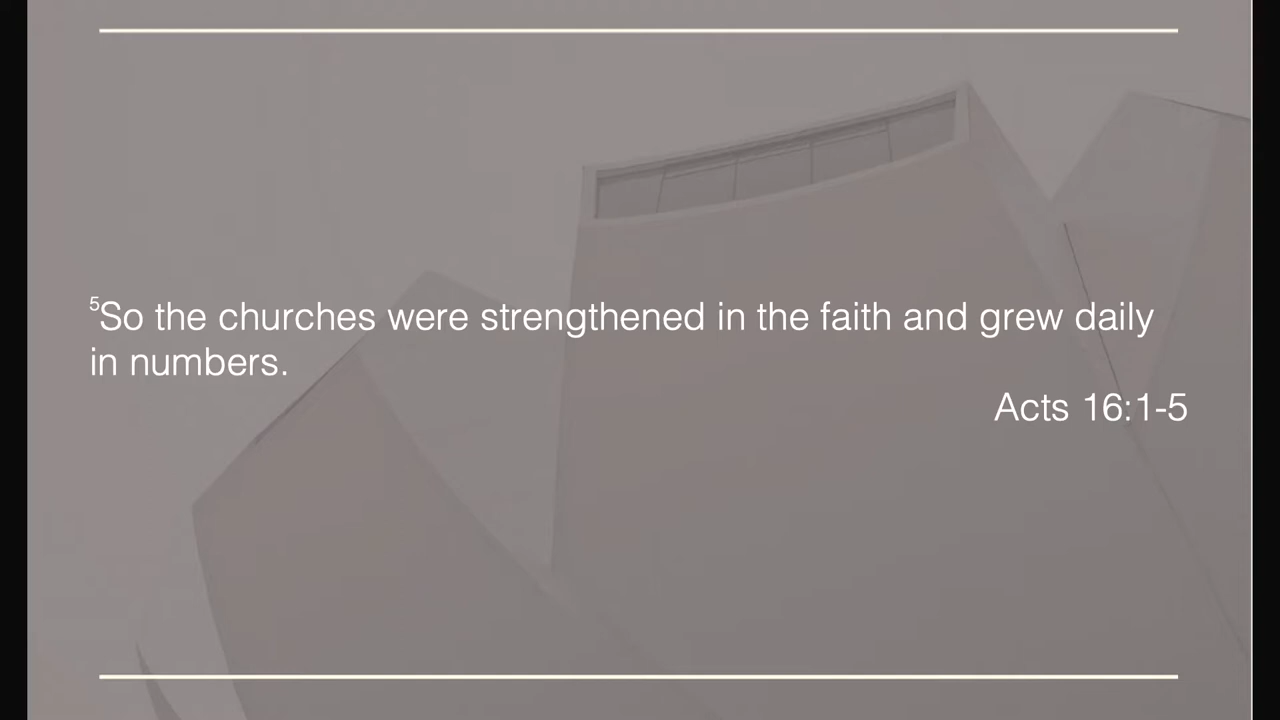 ⁵So the churches were strengthened in the faith and grew daily
in numbers.
Acts 16:1-5